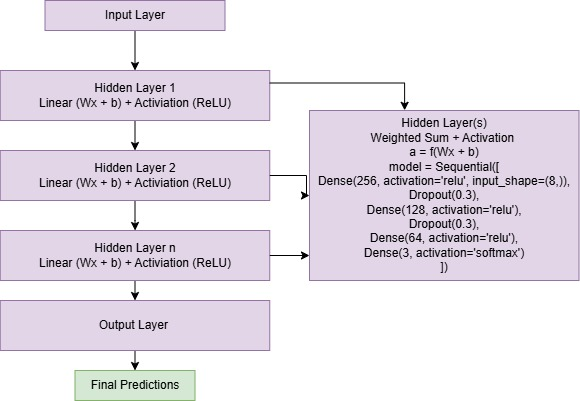 Input Layer
Hidden Layer 1
Linear (Wx + b) + Activiation (ReLU)
Hidden Layer 2
Linear (Wx + b) + Activiation (ReLU)
Hidden Layer n
Linear (Wx + b) + Activiation (ReLU)
Output Layer
Final Predictions
Hidden Layer(s)
Weighted Sum + Activation
a = f(Wx + b)
model = Sequential([
Dense(256, activation='relu', input_shape=(8,)),
Dropout(0.3),
Dense(128, activation='relu'),
Dropout(0.3),
Dense(64, activation='relu'),
Dense(3, activation='softmax')
])